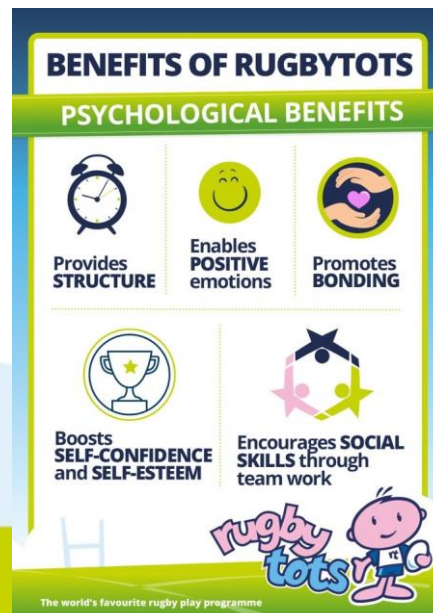 BENEFITS OF RUGBYTOTS
PSYCHOLOGICAL BENEFITS
Provides
STRUCTURE
Enables
POSITIVE
emotions
Promotes
BONDING
Boosts
SELF-CONFIDENCE
and SELF-ESTEEM
Encourages SOCIAL
SKILLS through
team work
rugby
tots
rt
The world's favourite rugby play programme